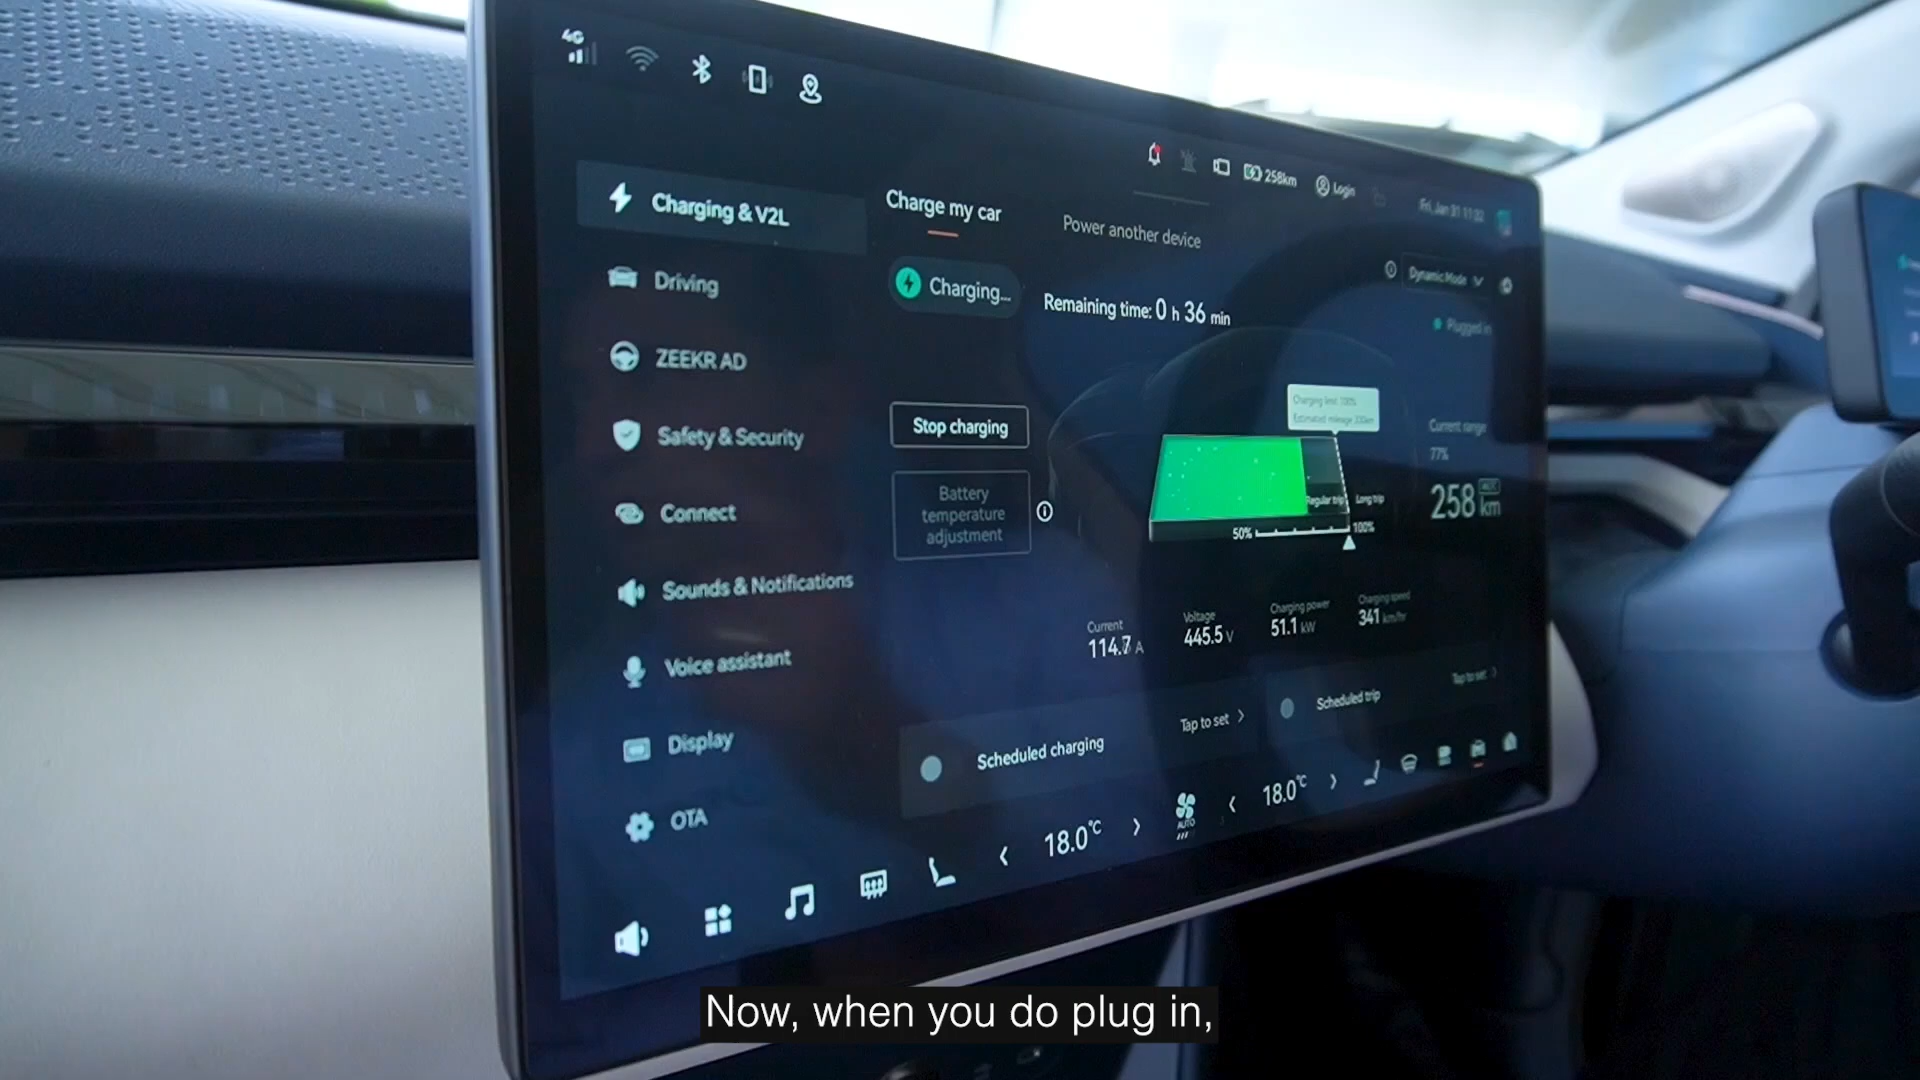 4G
258km
Login
Fri, Jan 31 11:32
Charging & V2L
Charge my car
Power another device
Driving
Charging...
Remaining time: 0 h 36 min
Dynamic Mode
Plugged in
ZEEKR AD
Charging limit 100%
Stop charging
Safety & Security
Current range
77%
Battery
temperature
adjustment
Regular trip
Long trip
258 km
50%
100%
Connect
Sounds & Notifications
Current
114.7 A
Voltage
445.5 V
Charging power
51.1 kW
Charging speed
341 km/hr
Voice assistant
Display
Scheduled charging
Tap to set
Scheduled trip
Tap to set
OTA
18.0°C
AUTO
18.0°C
Now, when you do plug in,